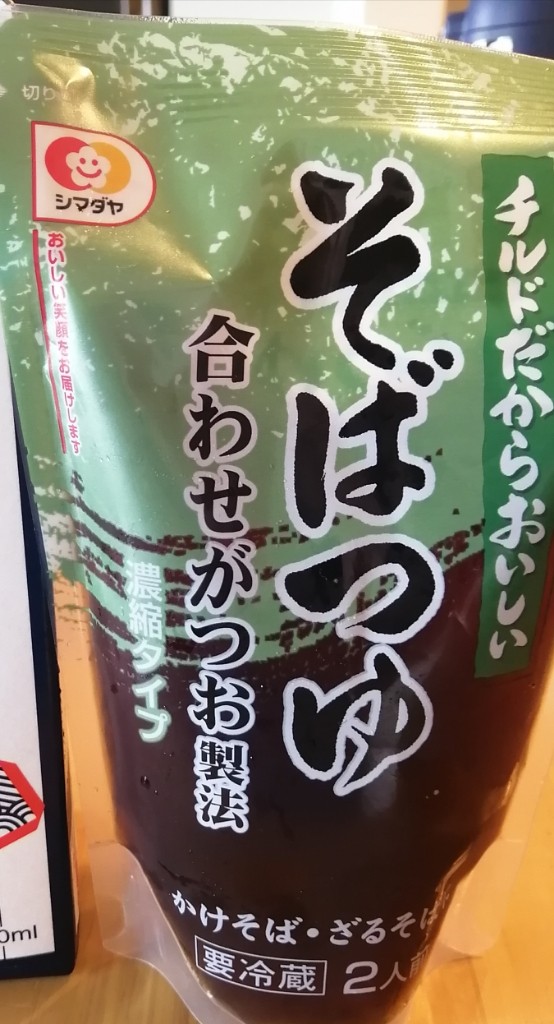 切り
シマダヤ
おいしい笑顔をお届けします
チルドだからおいしい
そばつゆ
合わせがつお製法
濃縮タイプ
かけそば・ざるそば
要冷蔵
2人前
0ml